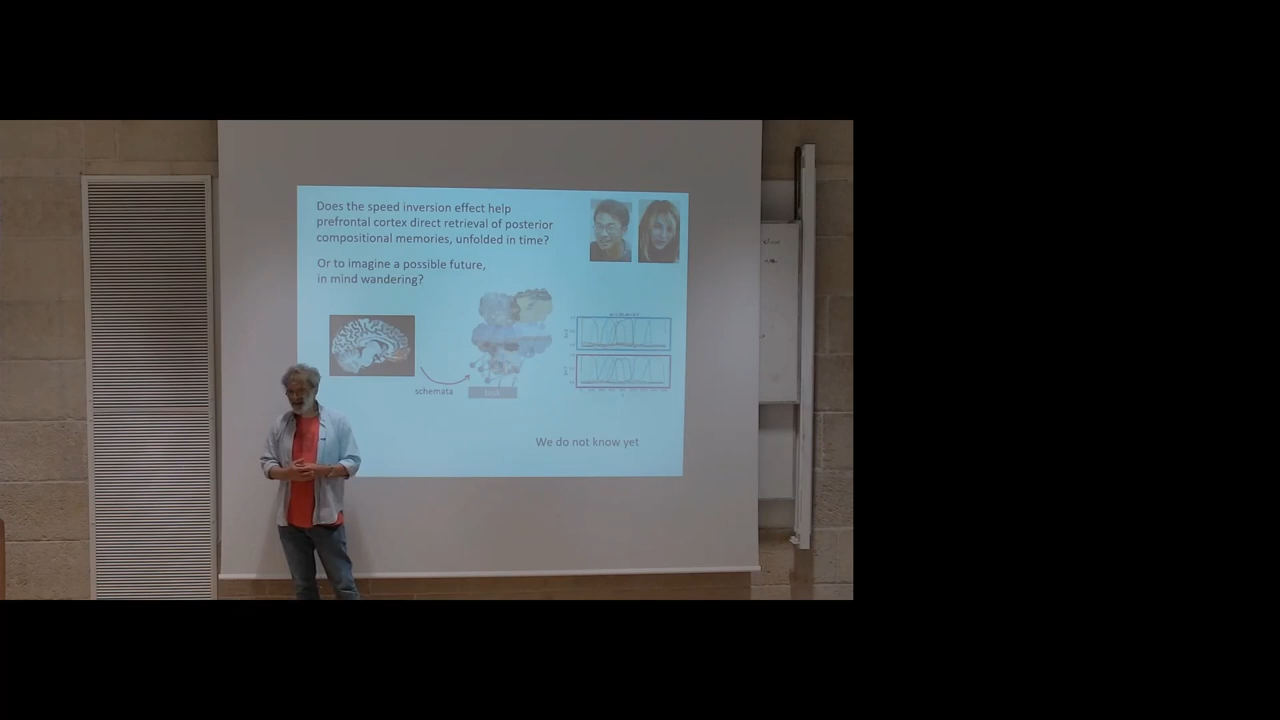 Does the speed inversion effect help
prefrontal cortex direct retrieval of posterior
compositional memories, unfolded in time?
Or to imagine a possible future,
in mind wandering?
schemata
We do not know yet